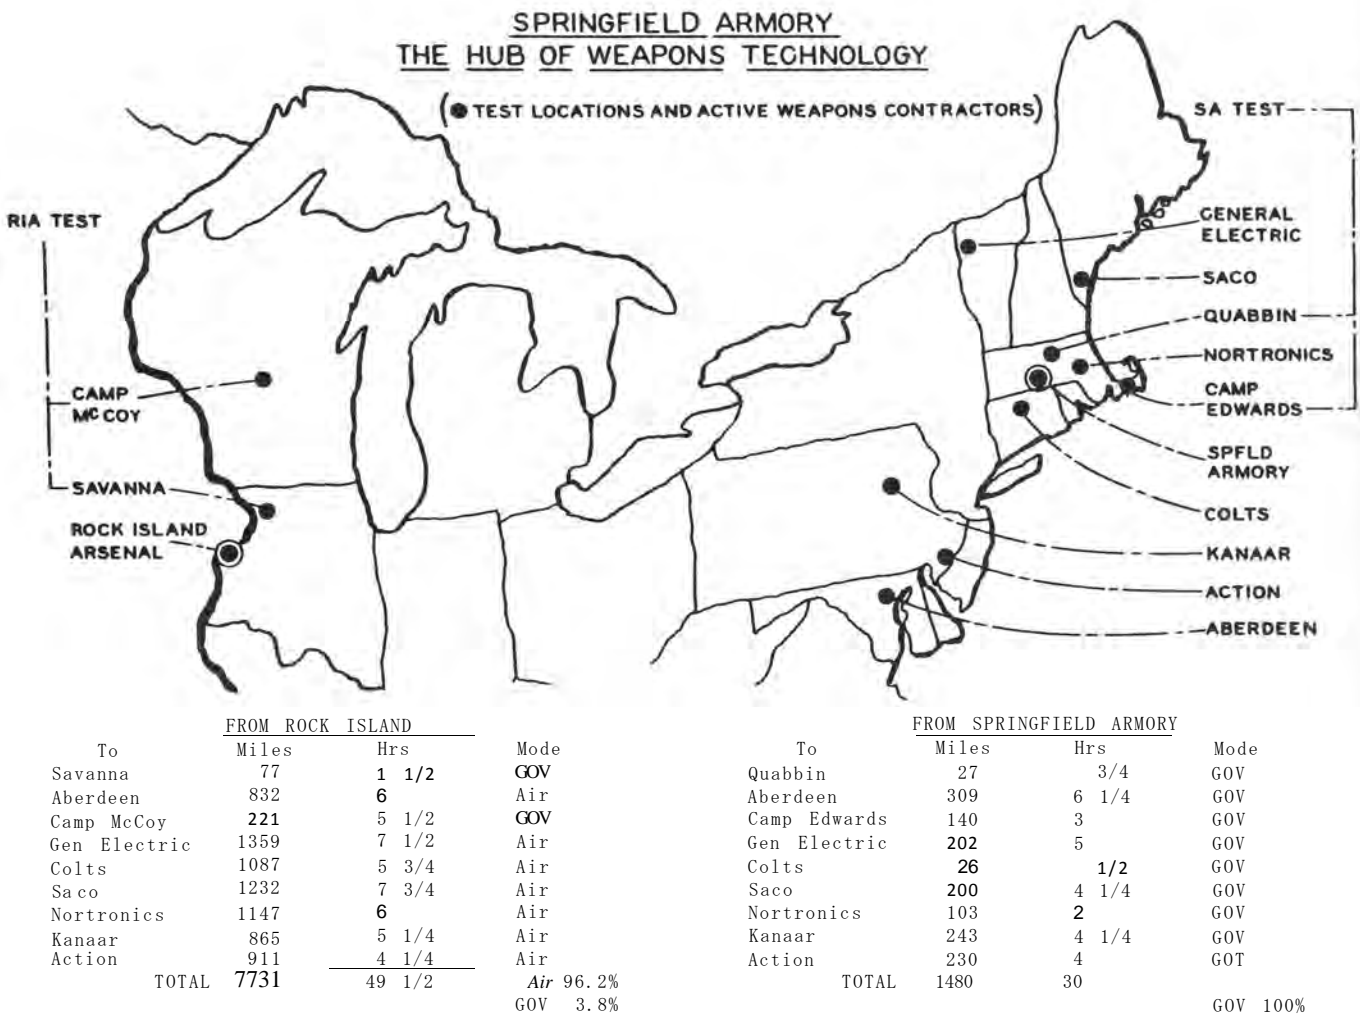 SPRINGFIELD ARMORY
THE HUB OF WEAPONS TECHNOLOGY
(● TEST LOCATIONS AND ACTIVE WEAPONS CONTRACTORS)
SA TEST
RIA TEST
GENERAL
ELECTRIC
SACO
QUABBIN
NORTRONICS
CAMP
EDWARDS
SPFLD
ARMORY
COLTS
KANAAR
ACTION
ABERDEEN
CAMP
McCOY
SAVANNA
ROCK ISLAND
ARSENAL
FROM ROCK ISLAND
To Miles Hrs Mode
Savanna 77 1 1/2 GOV
Aberdeen 832 6 Air
Camp McCoy 221 5 1/2 GOV
Gen Electric 1359 7 1/2 Air
Colts 1087 5 3/4 Air
Saco 1232 7 3/4 Air
Nortronics 1147 6 Air
Kanaar 865 5 1/4 Air
Action 911 4 1/4 Air
TOTAL 7731 49 1/2 Air 96.2%
GOV 3.8%
FROM SPRINGFIELD ARMORY
To Miles Hrs Mode
Quabbin 27 3/4 GOV
Aberdeen 309 6 1/4 GOV
Camp Edwards 140 3 GOV
Gen Electric 202 5 GOV
Colts 26 1/2 GOV
Saco 200 4 1/4 GOV
Nortronics 103 2 GOV
Kanaar 243 4 1/4 GOV
Action 230 4 GOT
TOTAL 1480 30
GOV 100%